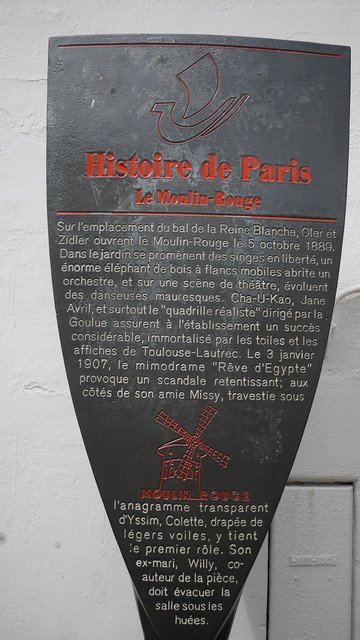 Histoire de Paris
Le Moulin-Rouge
Sur l'emplacement du bal de la Reine Blanche, Oler et
Zidler ouvrent le Moulin-Rouge le 5 octobre 1889.
Dans le jardin se promènent des singes en liberté, un
énorme éléphant de bois à flancs mobiles abrite un
orchestre, et sur une scène de théâtre, évoluent
des danseuses mauresques. Cha-U-Kao, Jane
Avril, et surtout le "quadrille réaliste" dirigé par la
Goulue assurent à l'établissement un succès
considérable, immortalisé par les toiles et les
affiches de Toulouse-Lautrec. Le 3 janvier
1907, le mimodrame "Rêve d'Egypte"
provoque un scandale retentissant; aux
côtés de son amie Missy, travestie sous
MOULIN ROUGE
l'anagramme transparent
d'Yssim, Colette, drapée de
légers voiles, y tient
le premier rôle. Son
ex-mari, Willy, co-
auteur de la pièce,
doit évacuer la
salle sous les
huées.